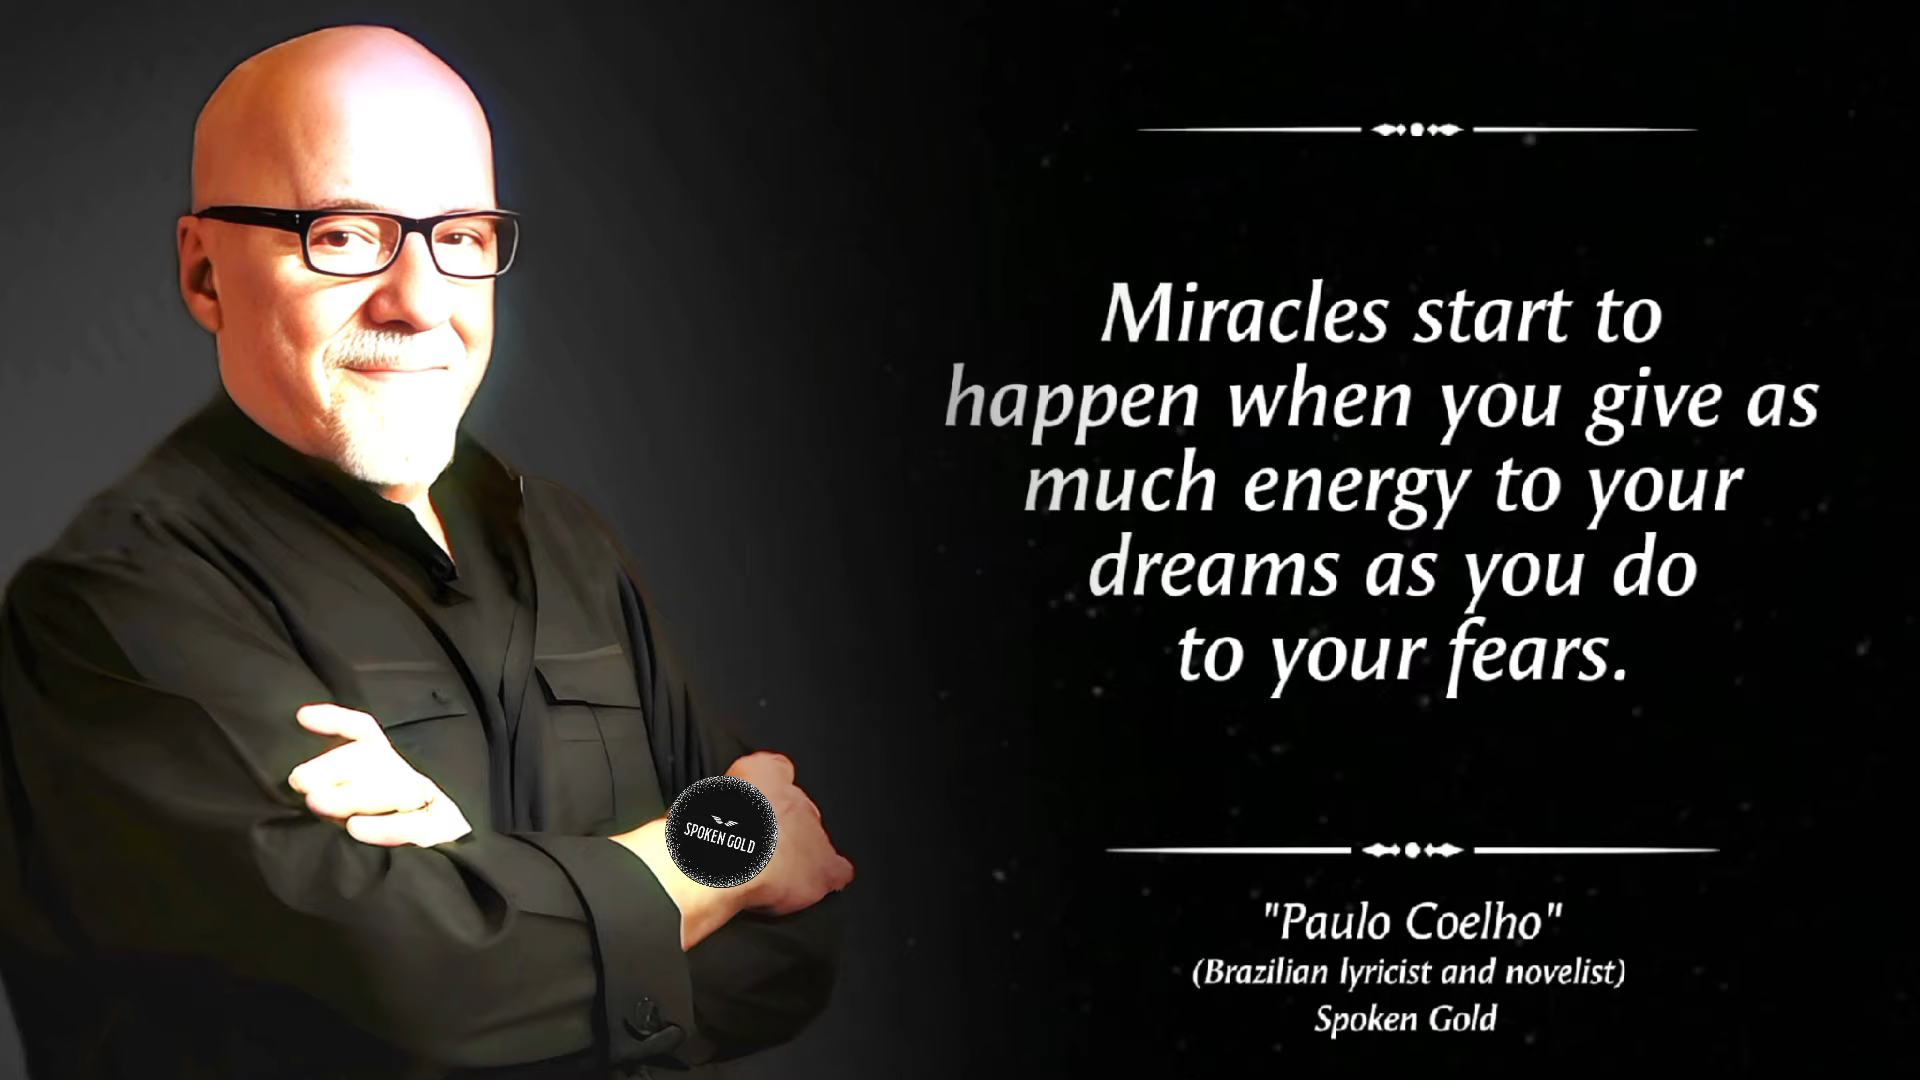 Miracles start to
happen when you give as
much energy to your
dreams as you do
to your fears.
SPOKEN GOLD
"Paulo Coelho"
(Brazilian lyricist and novelist)
Spoken Gold